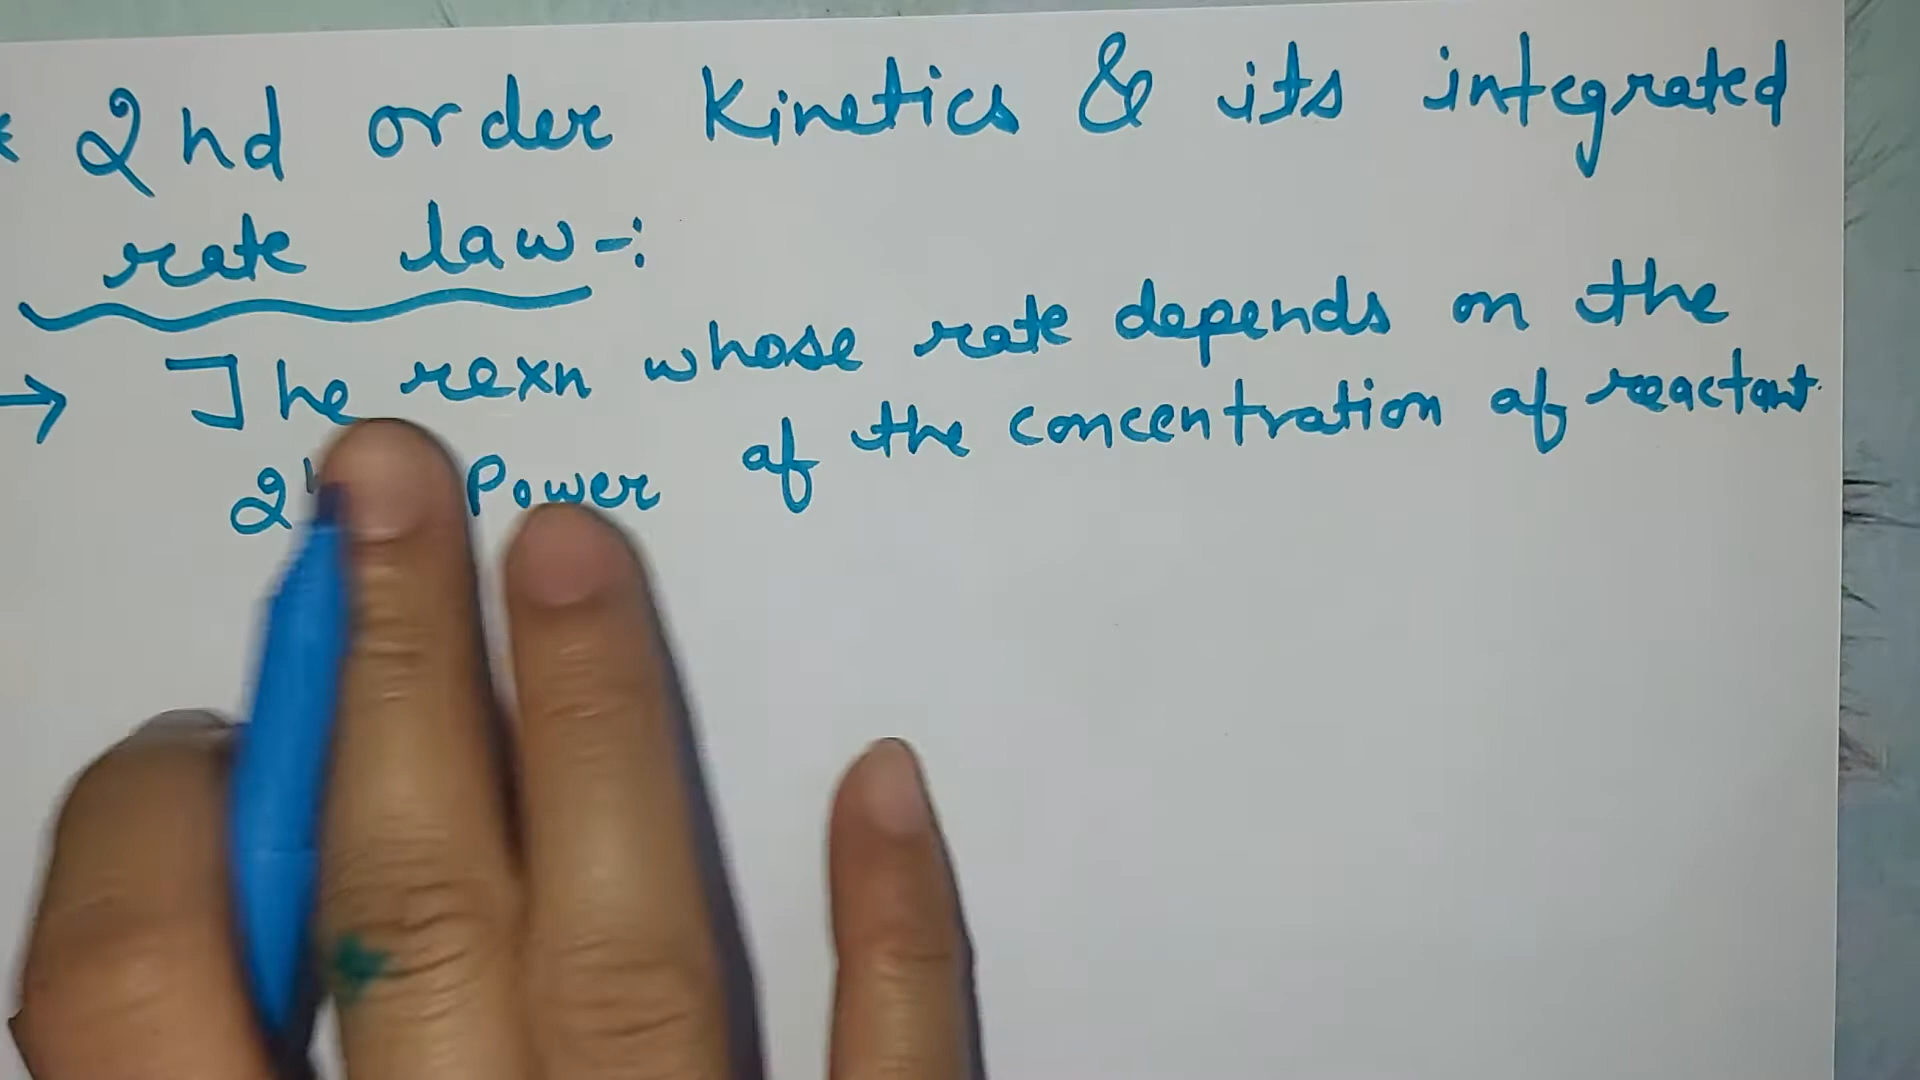 * 2nd order Kinetics & its integrated
rate law-:
→ The rexn whose rate depends on the
Power of the concentration of reactant